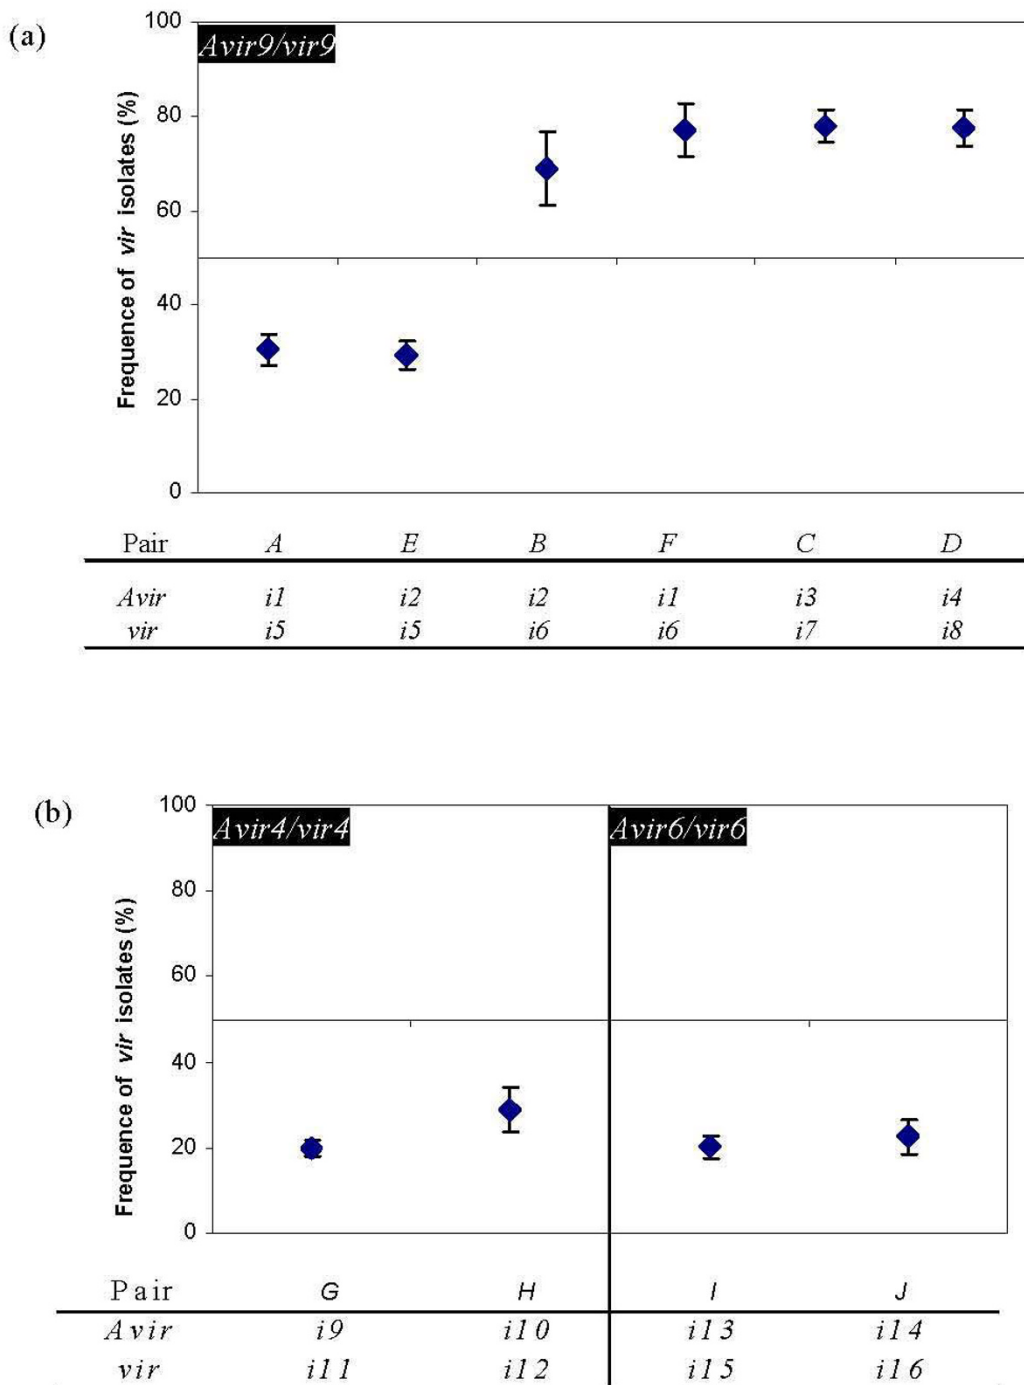 (a)
Avir9/vir9
Frequence of vir isolates (%)
100
80
60
40
20
0
Pair A E B F C D
Avir i1 i2 i2 i1 i3 i4
vir i5 i5 i6 i6 i7 i8
(b)
Avir4/vir4 Avir6/vir6
Frequence of vir isolates (%)
100
80
60
40
20
0
Pair G H I J
Avir i9 i10 i13 i14
vir i11 i12 i15 i16